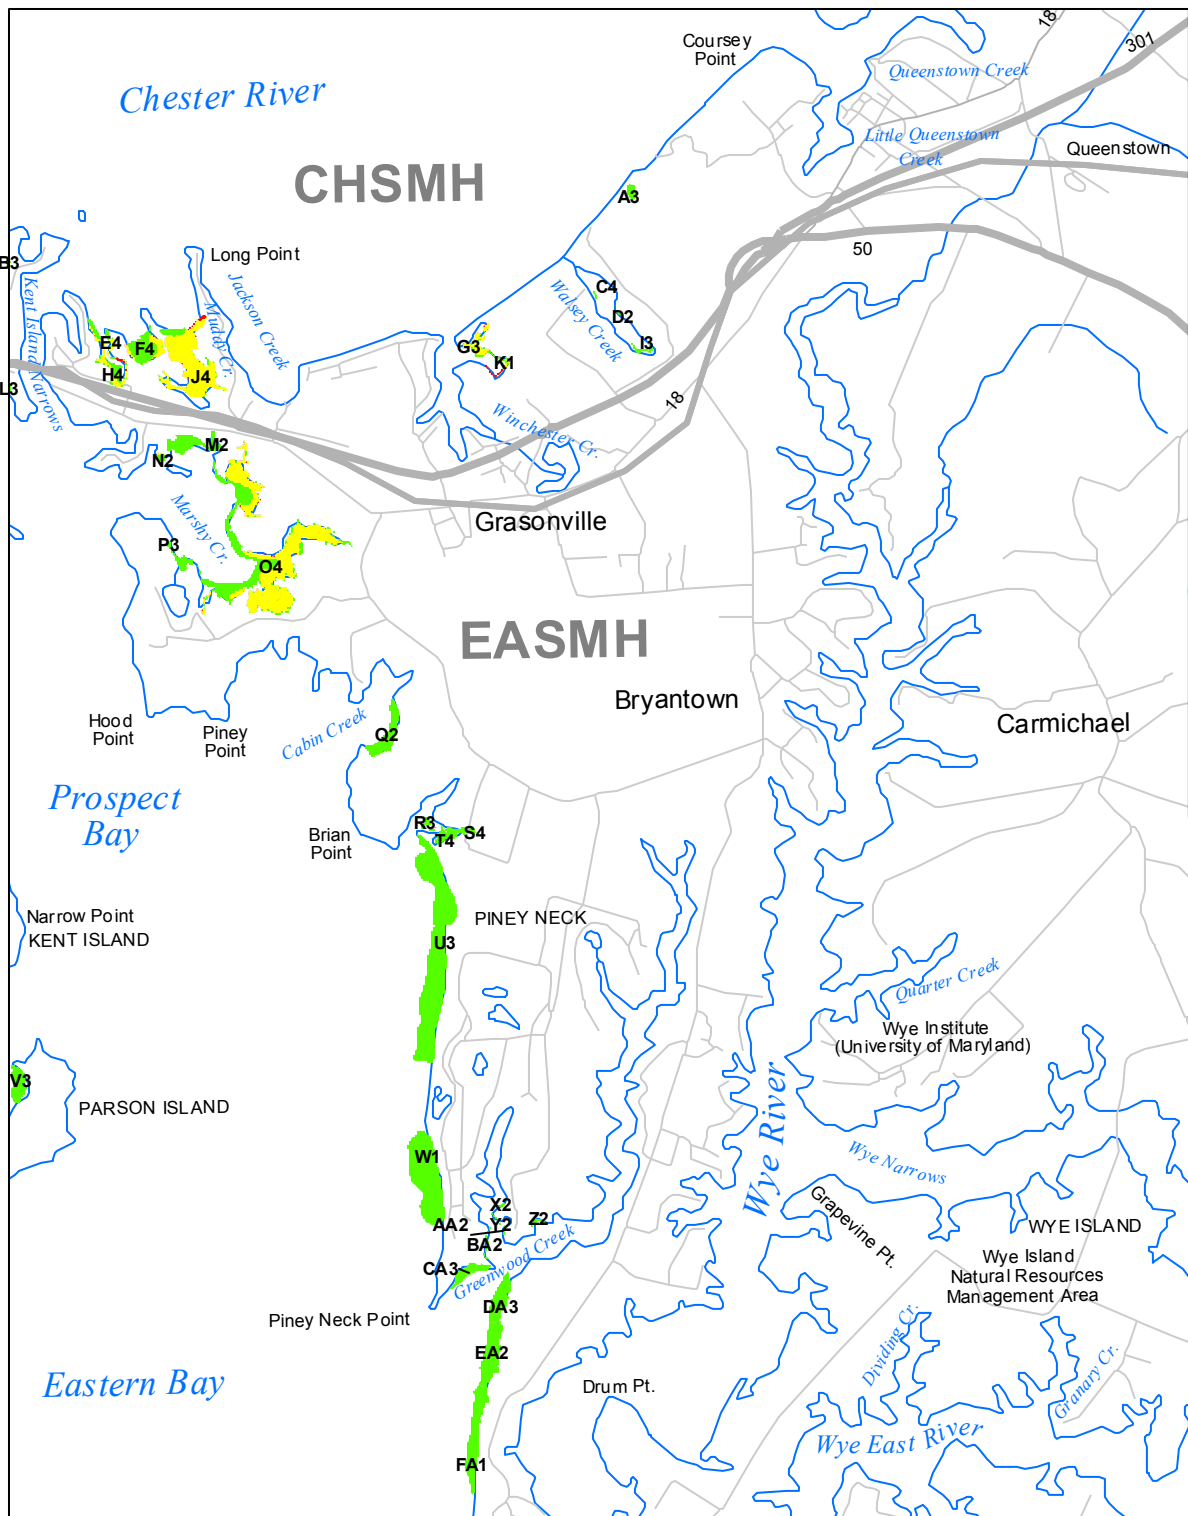 18
301
Coursey
Point
Queenstown Creek
Chester River
Little Queenstown
Creek
Queenstown
CHSMH
A3
50
Long Point
B3
Kent Island Narrows
Jackson Creek
Muddy Cr.
Walsey Creek
C4
D2
I3
E4
F4
G3
K1
H4
J4
L3
18
Winchester Cr.
M2
N2
Marshy Cr.
Grasonville
P3
O4
EASMH
Bryantown
Carmichael
Hood
Point
Piney
Point
Cabin Creek
Q2
Prospect
Bay
Brian
Point
R3
S4
T4
Narrow Point
KENT ISLAND
PINEY NECK
U3
Quarter Creek
Wye Institute
(University of Maryland)
V3
PARSON ISLAND
Wye River
W1
Wye Narrows
Grapevine Pt.
X2
AA2
Y2
Z2
BA2
WYE ISLAND
CA3
Greenwood Creek
Wye Island
Natural Resources
Management Area
DA3
Piney Neck Point
EA2
Dividing Cr.
Granary Cr.
Eastern Bay
Drum Pt.
Wye East River
FA1